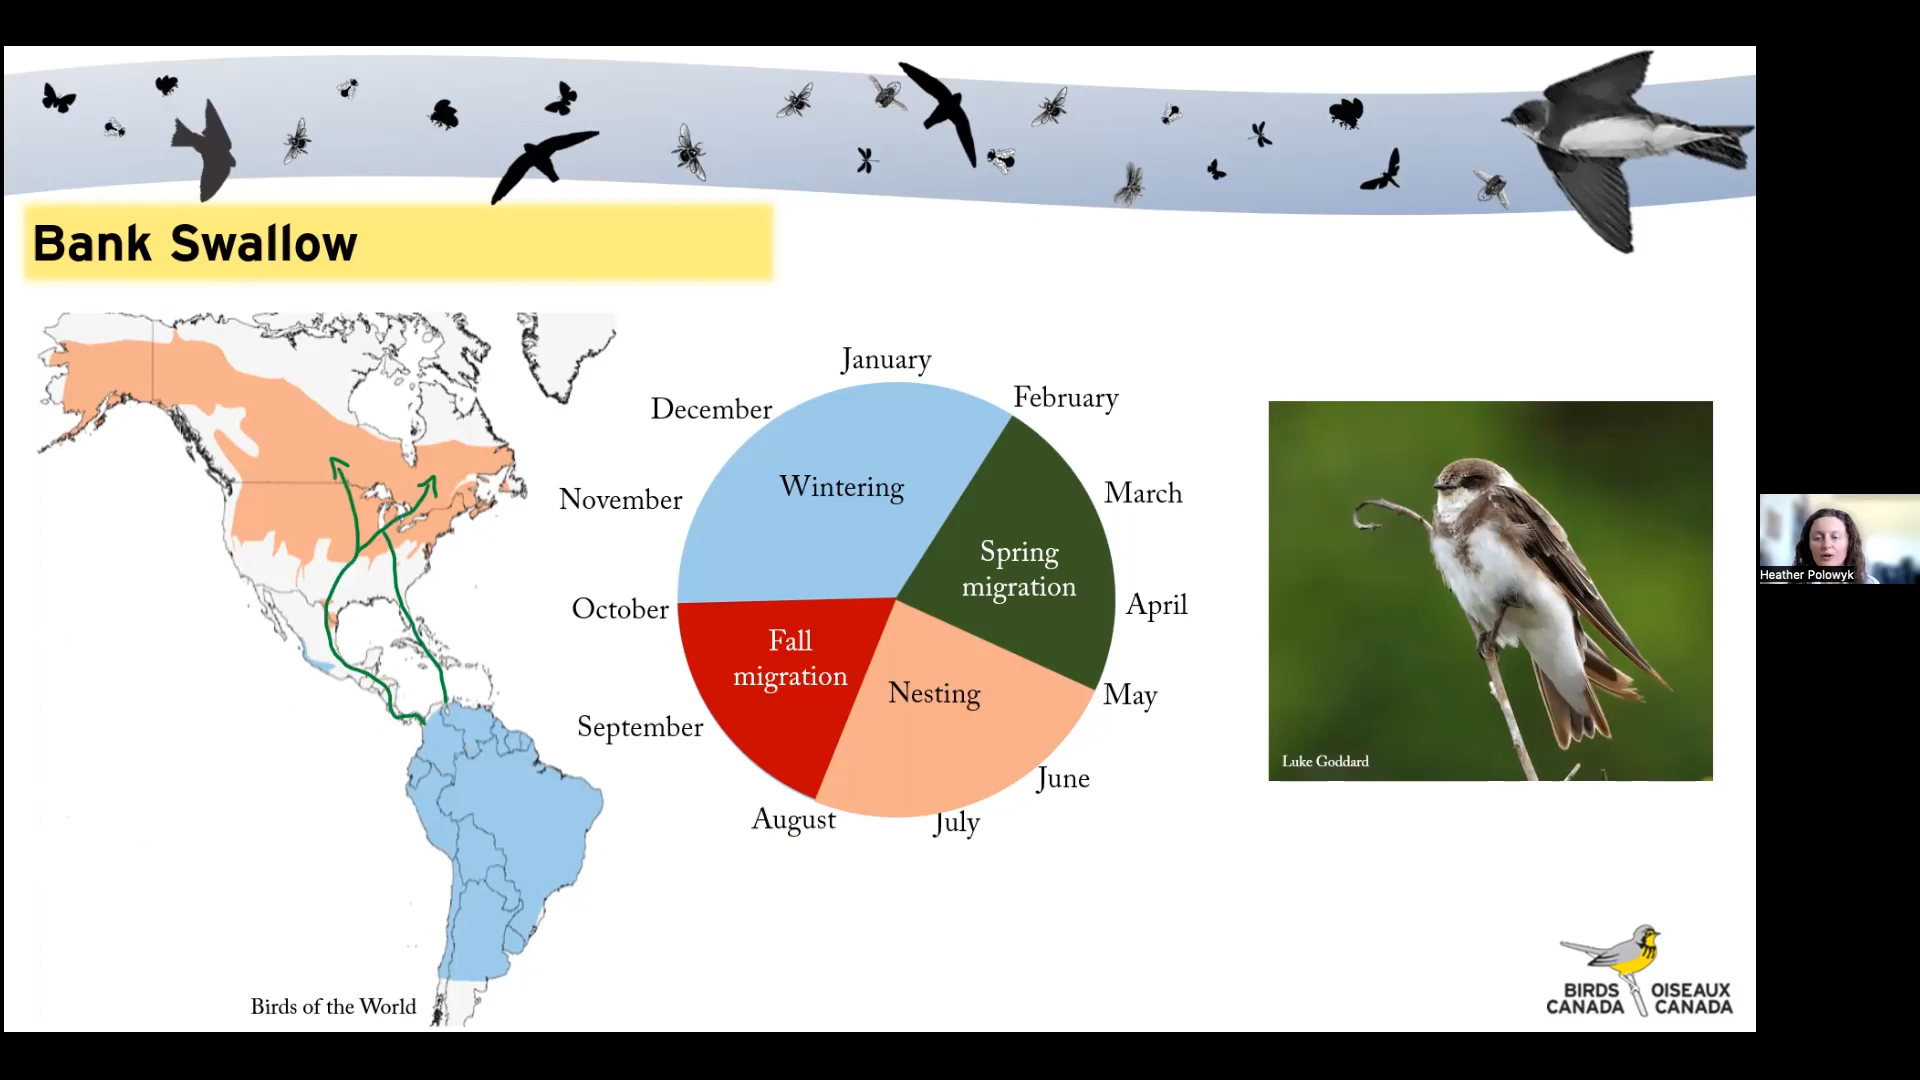 Bank Swallow
January
February
December
March
November
Wintering
Spring
migration
April
October
Fall
migration
Nesting
May
September
June
August
July
Luke Goddard
Birds of the World
BIRDS
CANADA
OISEAUX
CANADA
Heather Polowyk